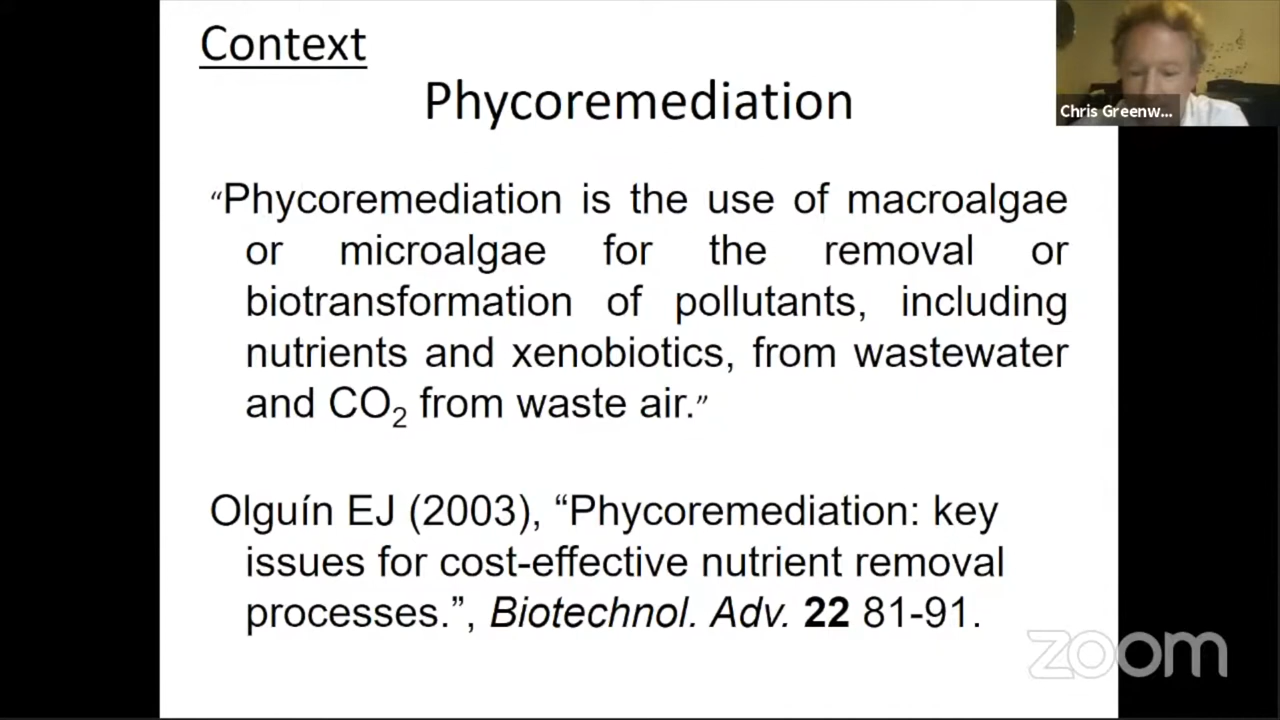 Context
Phycoremediation
“Phycoremediation is the use of macroalgae
or microalgae for the removal or
biotransformation of pollutants, including
nutrients and xenobiotics, from wastewater
and CO₂ from waste air.”
Olguín EJ (2003), “Phycoremediation: key
issues for cost-effective nutrient removal
processes.”, Biotechnol. Adv. 22 81-91.
Chris Greenw...
zoom